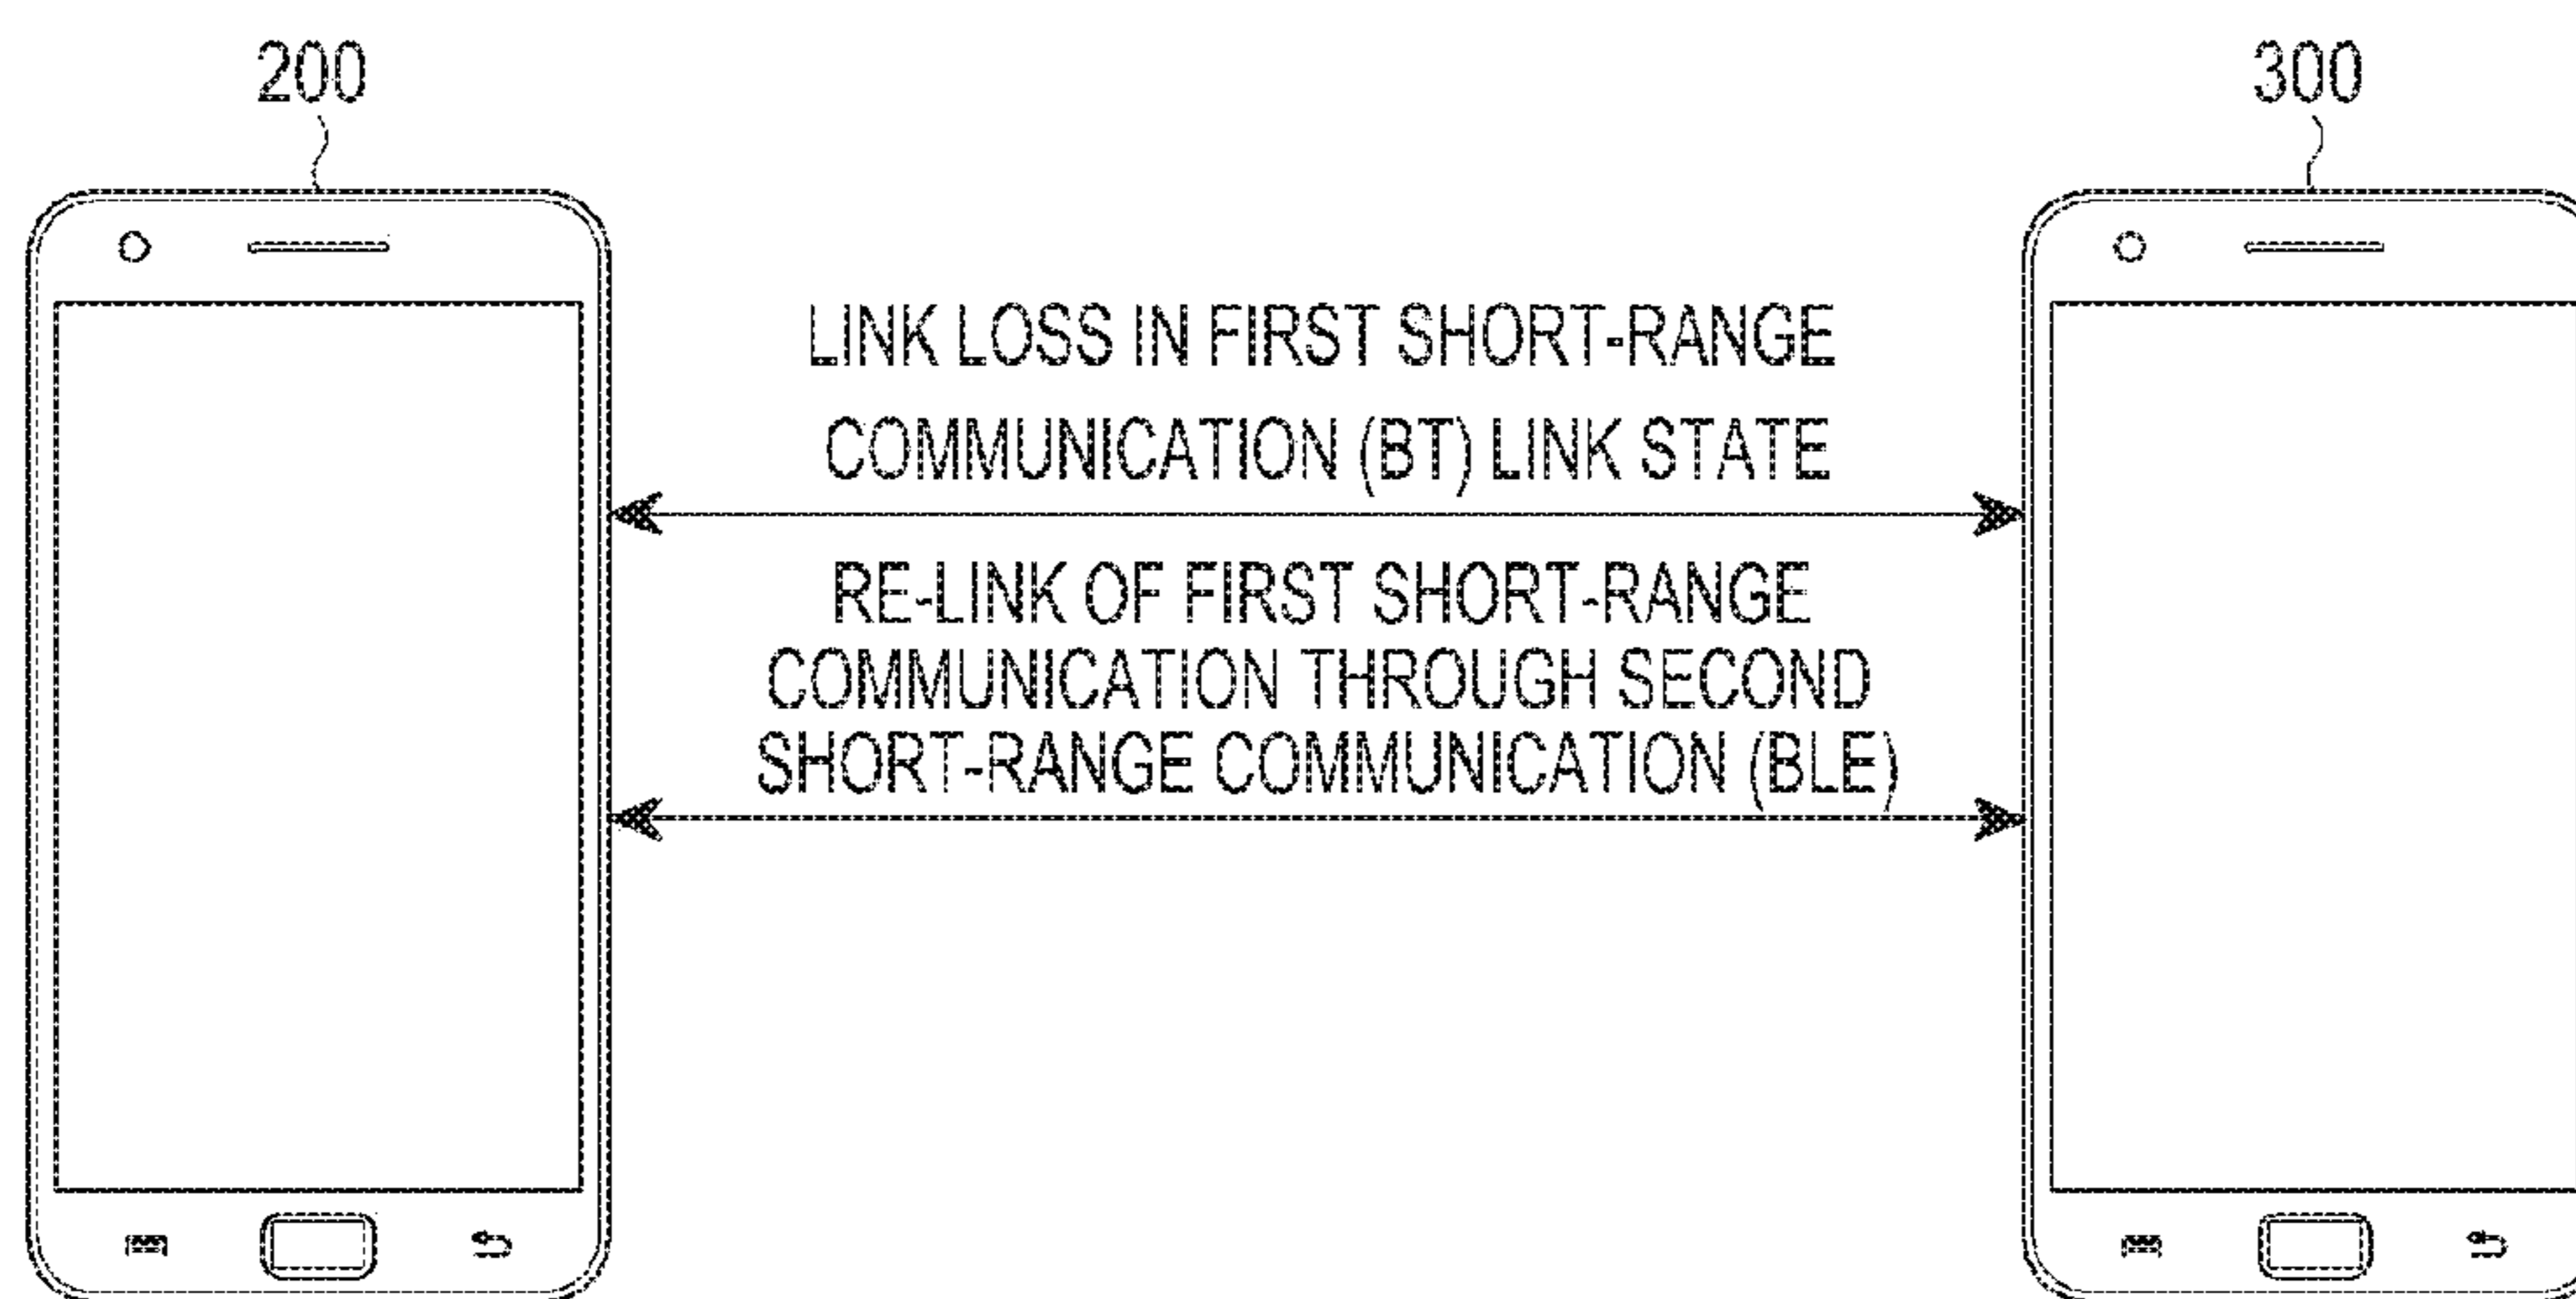 200
300
LINK LOSS IN FIRST SHORT-RANGE
COMMUNICATION (BT) LINK STATE
RE-LINK OF FIRST SHORT-RANGE
COMMUNICATION THROUGH SECOND
SHORT-RANGE COMMUNICATION (BLE)